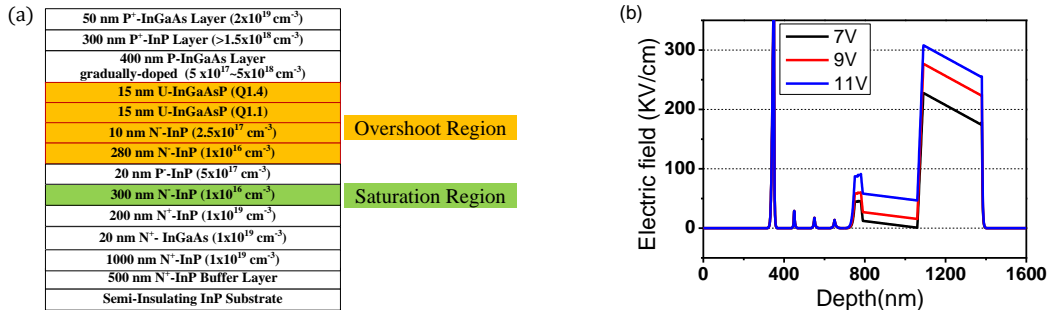 (a)
50 nm P⁺-InGaAs Layer (2x10¹⁹ cm⁻³)
300 nm P⁺-InP Layer (>1.5x10¹⁸ cm⁻³)
400 nm P-InGaAs Layer
gradually-doped (5 x10¹⁷~5x10¹⁸ cm⁻³)
15 nm U-InGaAsP (Q1.4)
15 nm U-InGaAsP (Q1.1)
10 nm N⁻-InP (2.5x10¹⁷ cm⁻³)
280 nm N⁻-InP (1x10¹⁶ cm⁻³)
20 nm P⁻-InP (5x10¹⁷ cm⁻³)
300 nm N⁻-InP (1x10¹⁶ cm⁻³)
200 nm N⁺-InP (1x10¹⁹ cm⁻³)
20 nm N⁺- InGaAs (1x10¹⁹ cm⁻³)
1000 nm N⁺-InP (1x10¹⁹ cm⁻³)
500 nm N⁺-InP Buffer Layer
Semi-Insulating InP Substrate
Overshoot Region
Saturation Region
(b)
Electric field (KV/cm)
300
200
100
0
7V
9V
11V
0 400 800 1200 1600
Depth(nm)